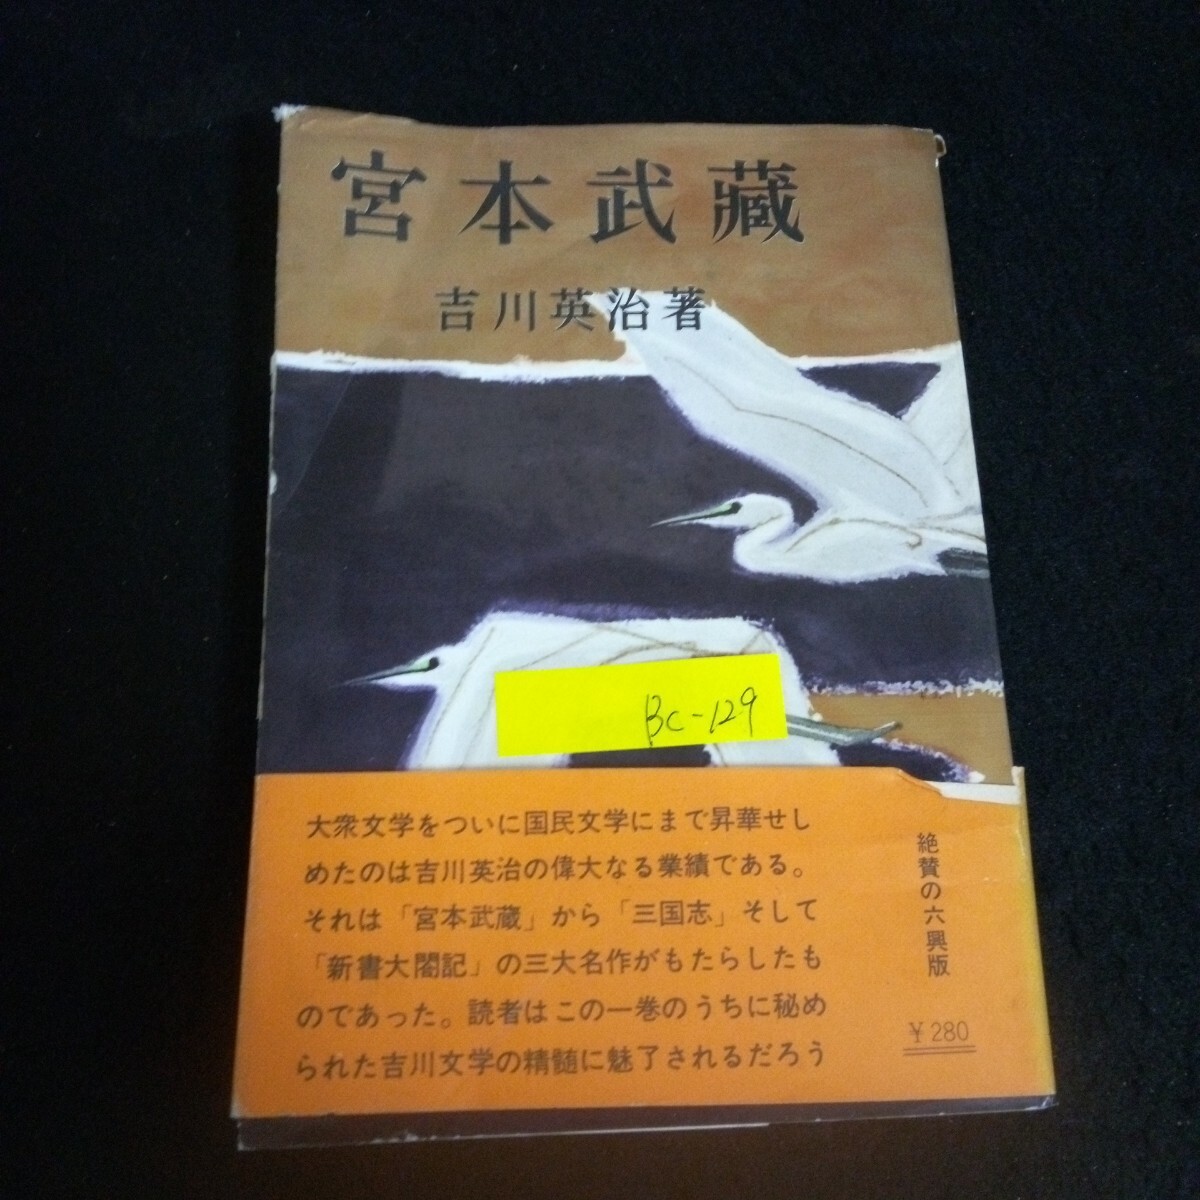 宮本武藏
吉川英治著
BC-129
大衆文学をついに国民文学にまで昇華せし
めたのは吉川英治の偉大なる業績である。
それは「宮本武蔵」から「三国志」そして
「新書太閤記」の三大名作がもたらしたも
のであった。読者はこの一巻のうちに秘め
られた吉川文学の精髄に魅了されるだろう
絶賛の六興版
￥280